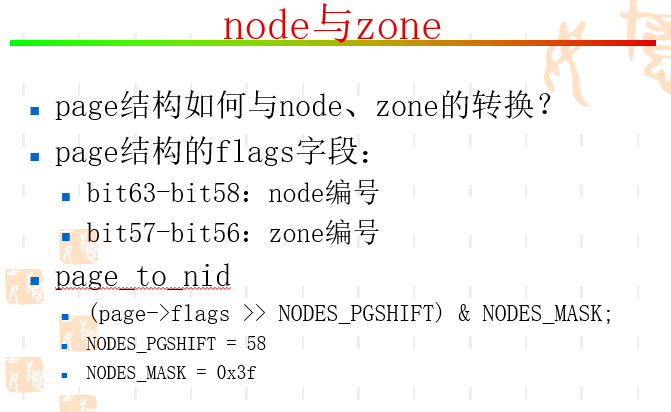 node与zone
page结构如何与node、zone的转换？
page结构的flags字段：
bit63-bit58：node编号
bit57-bit56：zone编号
page_to_nid
(page->flags >> NODES_PGSHIFT) & NODES_MASK;
NODES_PGSHIFT = 58
NODES_MASK = 0x3f